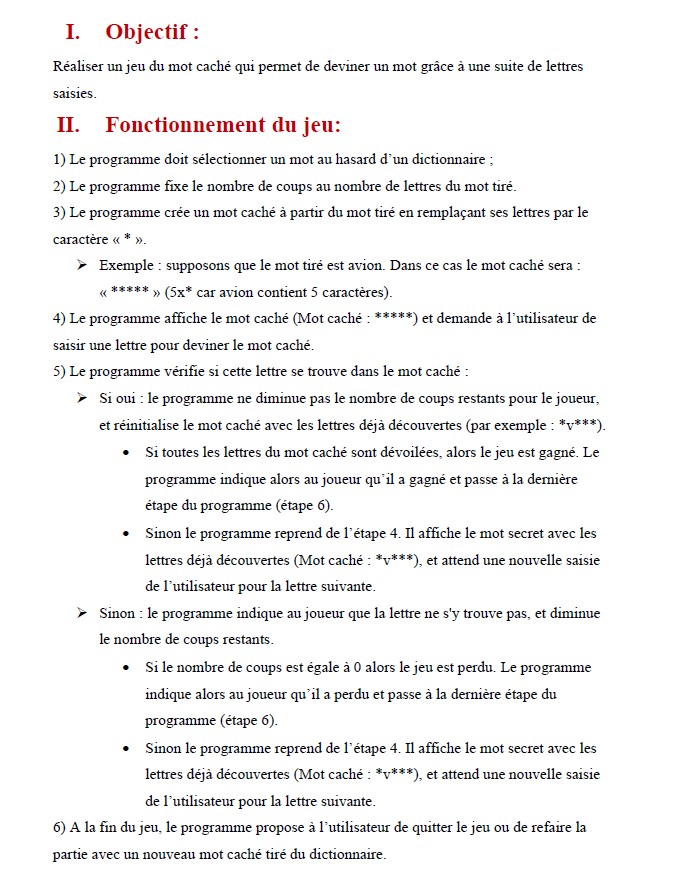 I. Objectif :
Réaliser un jeu du mot caché qui permet de deviner un mot grâce à une suite de lettres
saisies.
II. Fonctionnement du jeu:
1) Le programme doit sélectionner un mot au hasard d’un dictionnaire ;
2) Le programme fixe le nombre de coups au nombre de lettres du mot tiré.
3) Le programme crée un mot caché à partir du mot tiré en remplaçant ses lettres par le
caractère « * ».
➢ Exemple : supposons que le mot tiré est avion. Dans ce cas le mot caché sera :
« ***** » (5x* car avion contient 5 caractères).
4) Le programme affiche le mot caché (Mot caché : *****) et demande à l’utilisateur de
saisir une lettre pour deviner le mot caché.
5) Le programme vérifie si cette lettre se trouve dans le mot caché :
➢ Si oui : le programme ne diminue pas le nombre de coups restants pour le joueur,
et réinitialise le mot caché avec les lettres déjà découvertes (par exemple : *v***).
• Si toutes les lettres du mot caché sont dévoilées, alors le jeu est gagné. Le
programme indique alors au joueur qu’il a gagné et passe à la dernière
étape du programme (étape 6).
• Sinon le programme reprend de l’étape 4. Il affiche le mot secret avec les
lettres déjà découvertes (Mot caché : *v***), et attend une nouvelle saisie
de l’utilisateur pour la lettre suivante.
➢ Sinon : le programme indique au joueur que la lettre ne s'y trouve pas, et diminue
le nombre de coups restants.
• Si le nombre de coups est égale à 0 alors le jeu est perdu. Le programme
indique alors au joueur qu’il a perdu et passe à la dernière étape du
programme (étape 6).
• Sinon le programme reprend de l’étape 4. Il affiche le mot secret avec les
lettres déjà découvertes (Mot caché : *v***), et attend une nouvelle saisie
de l’utilisateur pour la lettre suivante.
6) A la fin du jeu, le programme propose à l’utilisateur de quitter le jeu ou de refaire la
partie avec un nouveau mot caché tiré du dictionnaire.